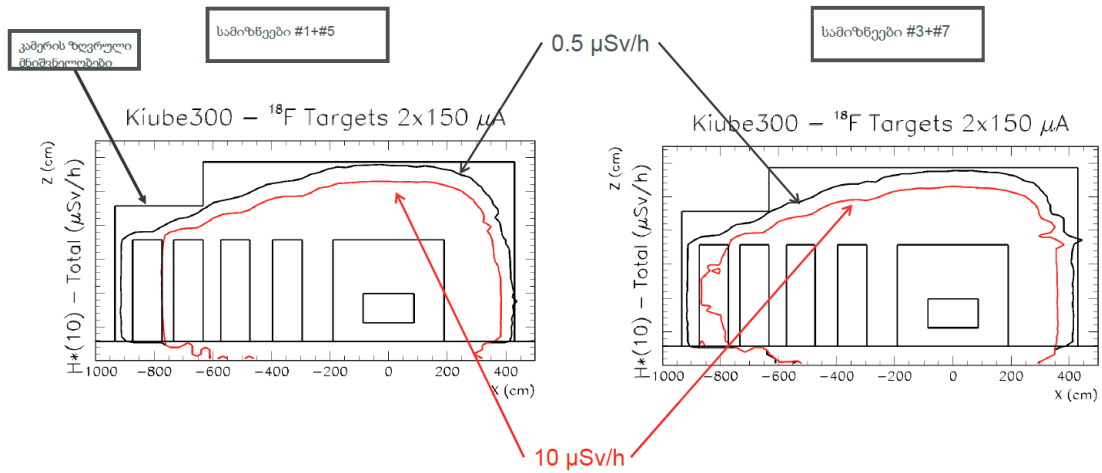 კამერის ზღვრული
მნიშვნელობები
სამიზნეები #1+#5
0.5 µSv/h
სამიზნეები #3+#7
Kiube300 – ¹⁸F Targets 2x150 µA
Z (cm)
H*(10) – Total (µSv/h)
1000 −800 −600 −400 −200 0 200 400
X (cm)
Kiube300 – ¹⁸F Targets 2x150 µA
Z (cm)
H*(10) – Total (µSv/h)
1000 −800 −600 −400 −200 0 200 400
X (cm)
10 µSv/h